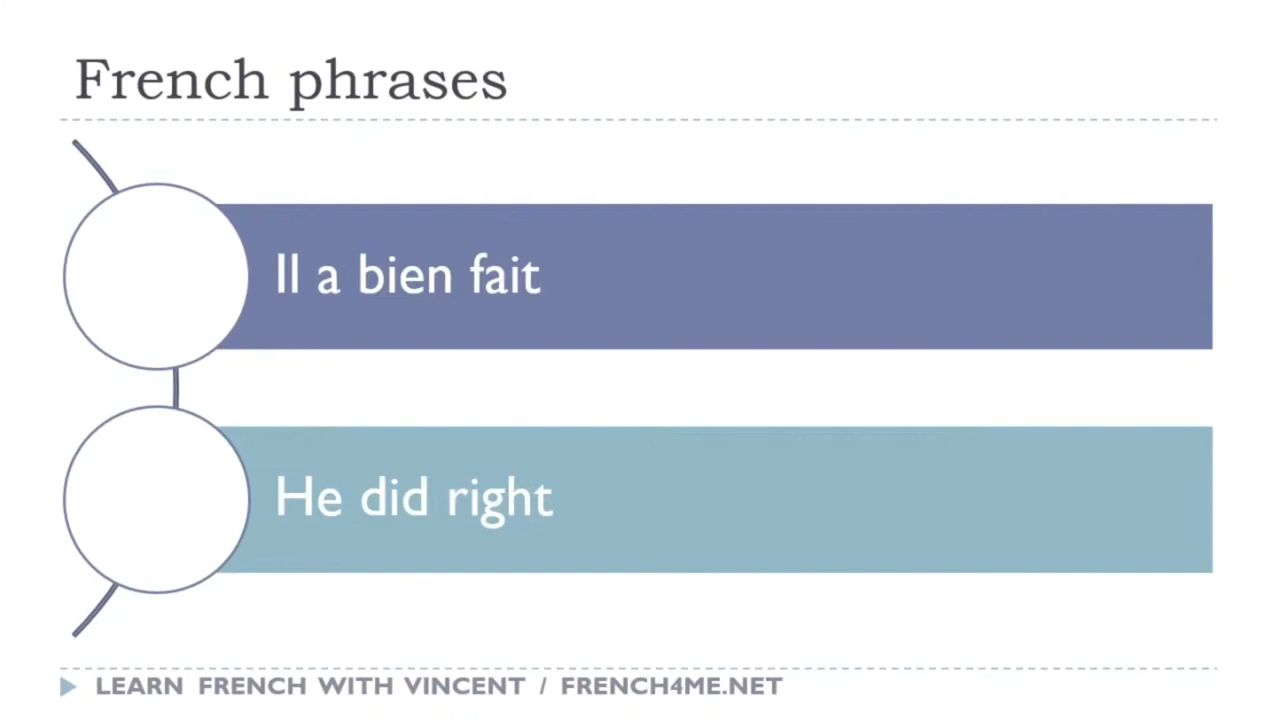 French phrases
Il a bien fait
He did right
LEARN FRENCH WITH VINCENT / FRENCH4ME.NET